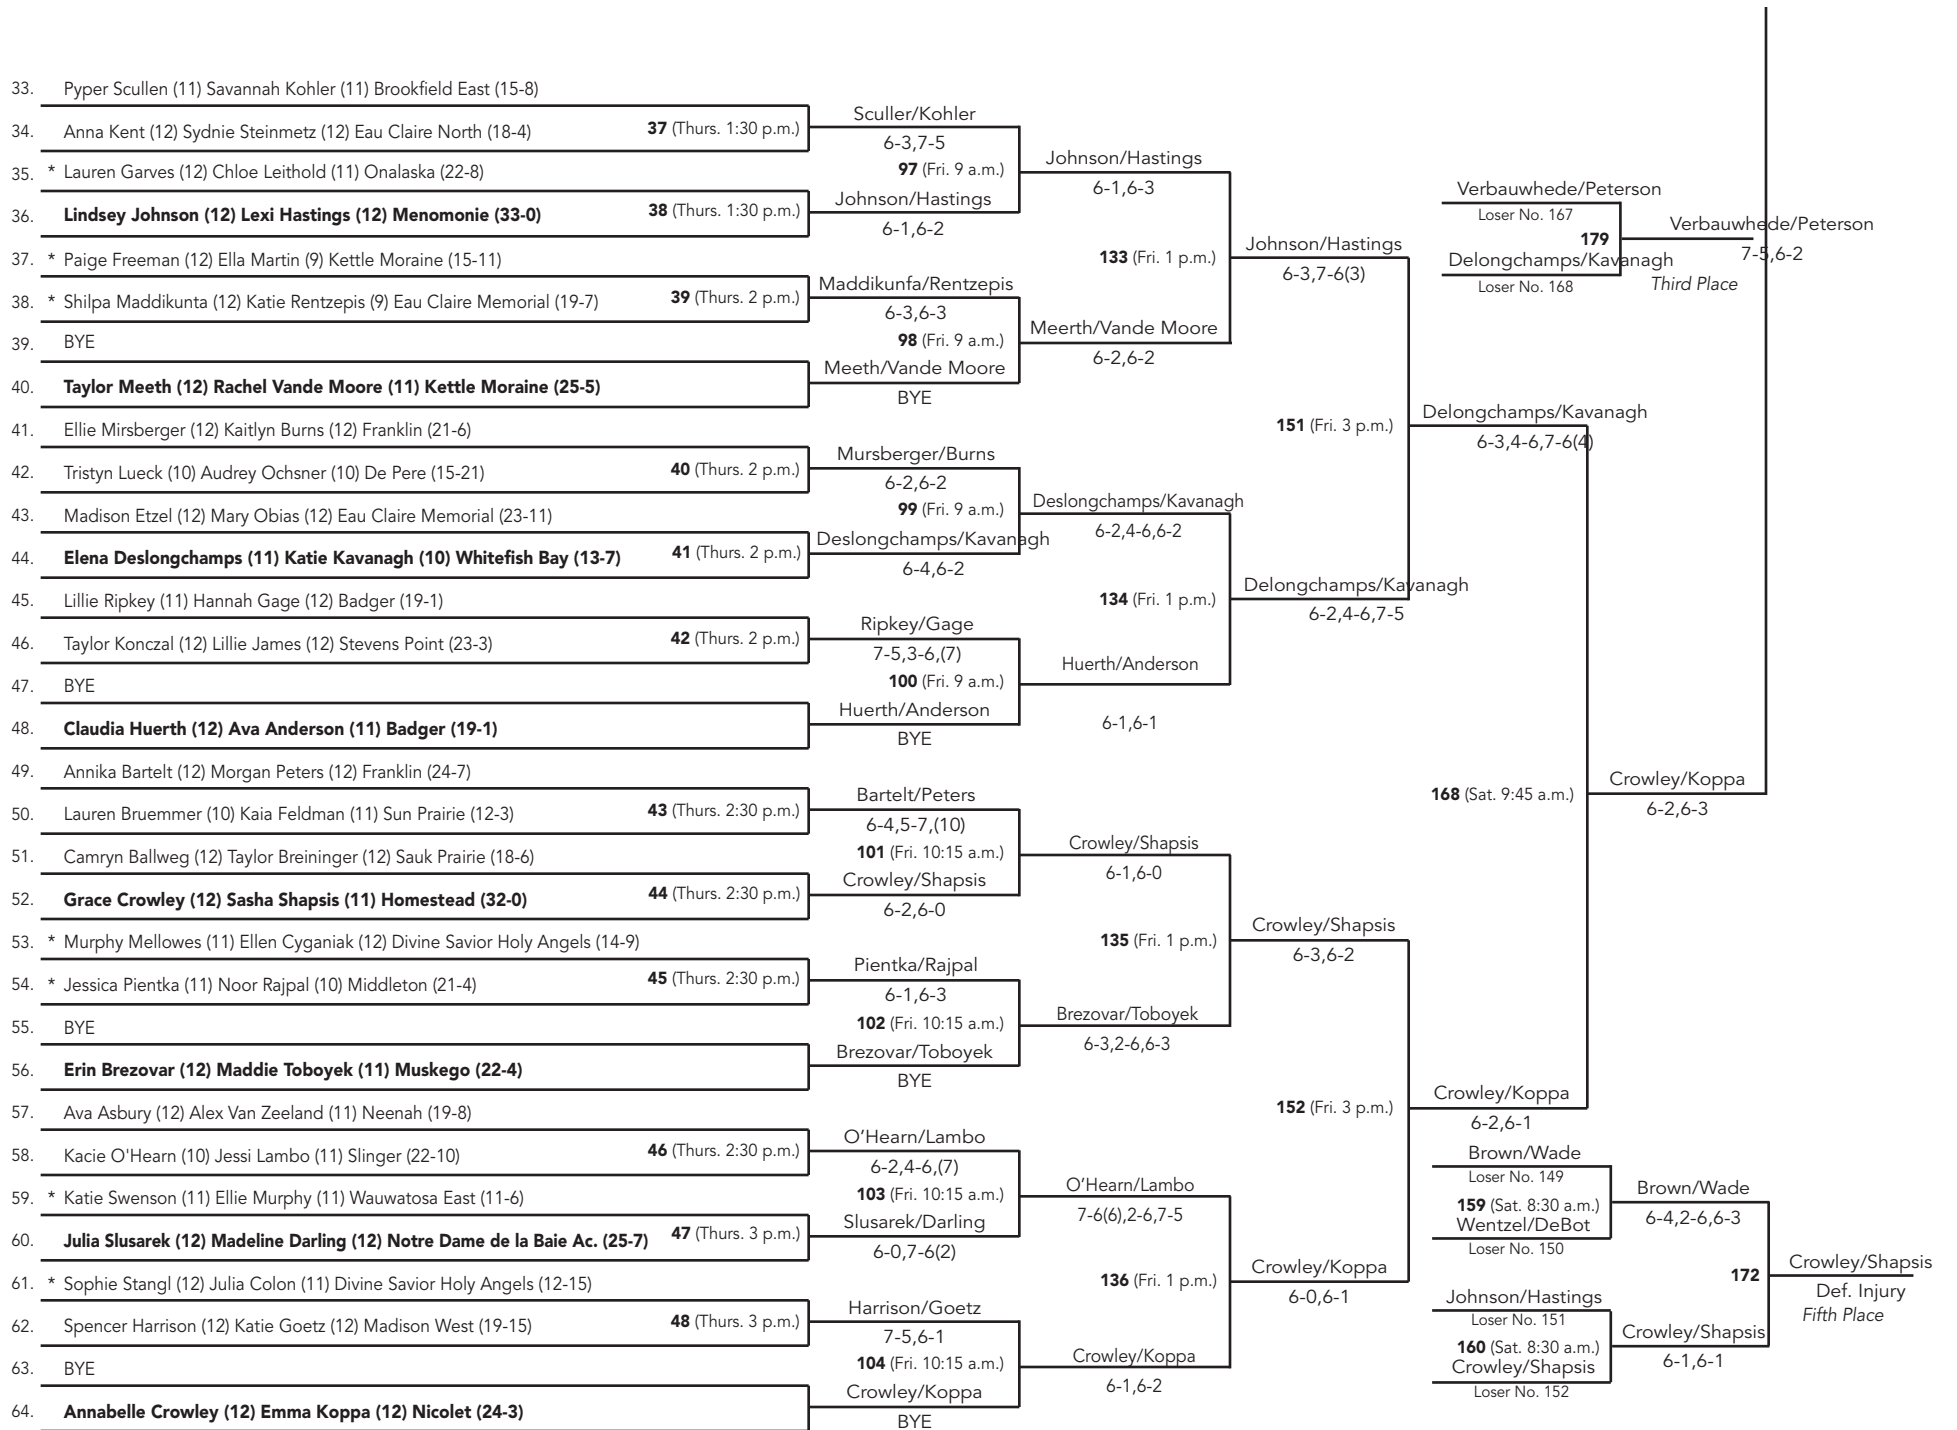 33. Pyper Scullen (11) Savannah Kohler (11) Brookfield East (15-8)
34. Anna Kent (12) Sydnie Steinmetz (12) Eau Claire North (18-4)
37 (Thurs. 1:30 p.m.)
35. * Lauren Garves (12) Chloe Leithold (11) Onalaska (22-8)
36. Lindsey Johnson (12) Lexi Hastings (12) Menomonie (33-0)
38 (Thurs. 1:30 p.m.)
37. * Paige Freeman (12) Ella Martin (9) Kettle Moraine (15-11)
38. * Shilpa Maddikunta (12) Katie Rentzepis (9) Eau Claire Memorial (19-7)
39 (Thurs. 2 p.m.)
39. BYE
40. Taylor Meeth (12) Rachel Vande Moore (11) Kettle Moraine (25-5)
41. Ellie Mirsberger (12) Kaitlyn Burns (12) Franklin (21-6)
42. Tristyn Lueck (10) Audrey Ochsner (10) De Pere (15-21)
40 (Thurs. 2 p.m.)
43. Madison Etzel (12) Mary Obias (12) Eau Claire Memorial (23-11)
44. Elena Deslongchamps (11) Katie Kavanagh (10) Whitefish Bay (13-7)
41 (Thurs. 2 p.m.)
45. Lillie Ripkey (11) Hannah Gage (12) Badger (19-1)
46. Taylor Konczal (12) Lillie James (12) Stevens Point (23-3)
42 (Thurs. 2 p.m.)
47. BYE
48. Claudia Huerth (12) Ava Anderson (11) Badger (19-1)
49. Annika Bartelt (12) Morgan Peters (12) Franklin (24-7)
50. Lauren Bruemmer (10) Kaia Feldman (11) Sun Prairie (12-3)
43 (Thurs. 2:30 p.m.)
51. Camryn Ballweg (12) Taylor Breininger (12) Sauk Prairie (18-6)
52. Grace Crowley (12) Sasha Shapsis (11) Homestead (32-0)
44 (Thurs. 2:30 p.m.)
53. * Murphy Mellowes (11) Ellen Cyganiak (12) Divine Savior Holy Angels (14-9)
54. * Jessica Pientka (11) Noor Rajpal (10) Middleton (21-4)
45 (Thurs. 2:30 p.m.)
55. BYE
56. Erin Brezovar (12) Maddie Toboyek (11) Muskego (22-4)
57. Ava Asbury (12) Alex Van Zeeland (11) Neenah (19-8)
58. Kacie O'Hearn (10) Jessi Lambo (11) Slinger (22-10)
46 (Thurs. 2:30 p.m.)
59. * Katie Swenson (11) Ellie Murphy (11) Wauwatosa East (11-6)
60. Julia Slusarek (12) Madeline Darling (12) Notre Dame de la Baie Ac. (25-7)
47 (Thurs. 3 p.m.)
61. * Sophie Stangl (12) Julia Colon (11) Divine Savior Holy Angels (12-15)
62. Spencer Harrison (12) Katie Goetz (12) Madison West (19-15)
48 (Thurs. 3 p.m.)
63. BYE
64. Annabelle Crowley (12) Emma Koppa (12) Nicolet (24-3)
Sculler/Kohler
6-3,7-5
97 (Fri. 9 a.m.)
Johnson/Hastings
6-1,6-2
Maddikunfa/Rentzepis
6-3,6-3
98 (Fri. 9 a.m.)
Meeth/Vande Moore
BYE
Mursberger/Burns
6-2,6-2
99 (Fri. 9 a.m.)
Deslongchamps/Kavanagh
6-4,6-2
Ripkey/Gage
7-5,3-6,(7)
100 (Fri. 9 a.m.)
Huerth/Anderson
BYE
Bartelt/Peters
6-4,5-7,(10)
101 (Fri. 10:15 a.m.)
Crowley/Shapsis
6-2,6-0
Pientka/Rajpal
6-1,6-3
102 (Fri. 10:15 a.m.)
Brezovar/Toboyek
BYE
O’Hearn/Lambo
6-2,4-6,(7)
103 (Fri. 10:15 a.m.)
Slusarek/Darling
6-0,7-6(2)
Harrison/Goetz
7-5,6-1
104 (Fri. 10:15 a.m.)
Crowley/Koppa
BYE
Johnson/Hastings
6-1,6-3
133 (Fri. 1 p.m.)
Meerth/Vande Moore
6-2,6-2
Deslongchamps/Kavanagh
6-2,4-6,6-2
134 (Fri. 1 p.m.)
Huerth/Anderson
6-1,6-1
Crowley/Shapsis
6-1,6-0
135 (Fri. 1 p.m.)
Brezovar/Toboyek
6-3,2-6,6-3
O’Hearn/Lambo
7-6(6),2-6,7-5
136 (Fri. 1 p.m.)
Crowley/Koppa
6-1,6-2
Johnson/Hastings
6-3,7-6(3)
151 (Fri. 3 p.m.)
Delongchamps/Kavanagh
6-2,4-6,7-5
Crowley/Shapsis
6-3,6-2
152 (Fri. 3 p.m.)
Crowley/Koppa
6-0,6-1
Delongchamps/Kavanagh
6-3,4-6,7-6(4)
168 (Sat. 9:45 a.m.)
Crowley/Koppa
6-2,6-1
Crowley/Koppa
6-2,6-3
Verbauwhede/Peterson
Loser No. 167
179
Delongchamps/Kavanagh
Loser No. 168
Verbauwhede/Peterson
7-5,6-2
Third Place
Brown/Wade
Loser No. 149
159 (Sat. 8:30 a.m.)
Wentzel/DeBot
Loser No. 150
Brown/Wade
6-4,2-6,6-3
172
Johnson/Hastings
Loser No. 151
160 (Sat. 8:30 a.m.)
Crowley/Shapsis
Loser No. 152
Crowley/Shapsis
6-1,6-1
Crowley/Shapsis
Def. Injury
Fifth Place